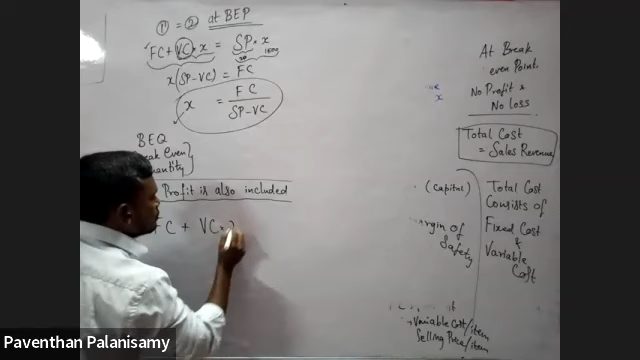 ① = ② at BEP
FC + VC × x = SP × x
x (SP - VC) = FC
x = FC
SP - VC
BEQ
Even
Quantity
Profit is also included
FC + VC ×
At Break
even Point.
No Profit &
No loss
Total Cost
= Sales Revenue
(Capital)
Margin of
Safety
Total Cost
Consists of
Fixed Cost
&
Variable
Cost
Variable Cost/item
Selling Price/item
Paventhan Palanisamy